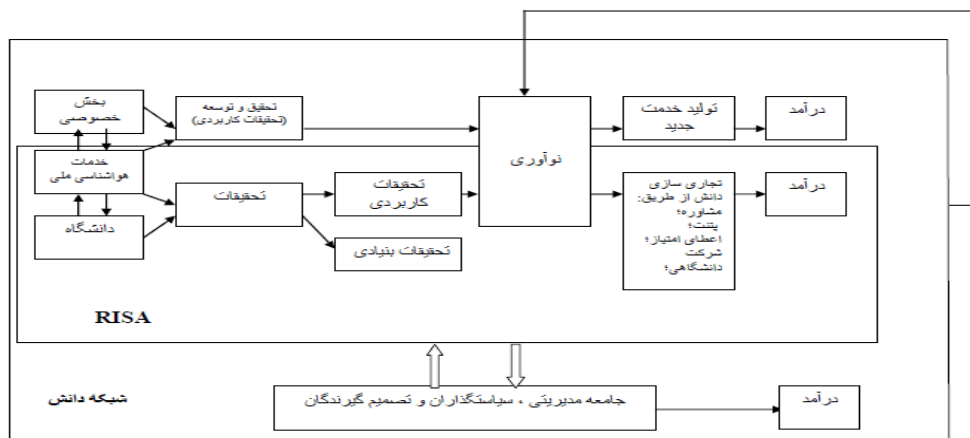 بخش
خصوصی
تحقیق و توسعه
(تحقیقات کاربردی)
نوآوری
تولید خدمت
جدید
درآمد
خدمات
هواشناسی ملی
دانشگاه
تحقیقات
تحقیقات
کاربردی
تحقیقات بنیادی
تجاری سازی
دانش از طریق:
مشاوره؛
پتنت؛
اعطای امتیاز؛
شرکت
دانشگاهی؛
درآمد
RISA
شبکه دانش
جامعه مدیریتی ، سیاستگذاران و تصمیم گیرندگان
درآمد